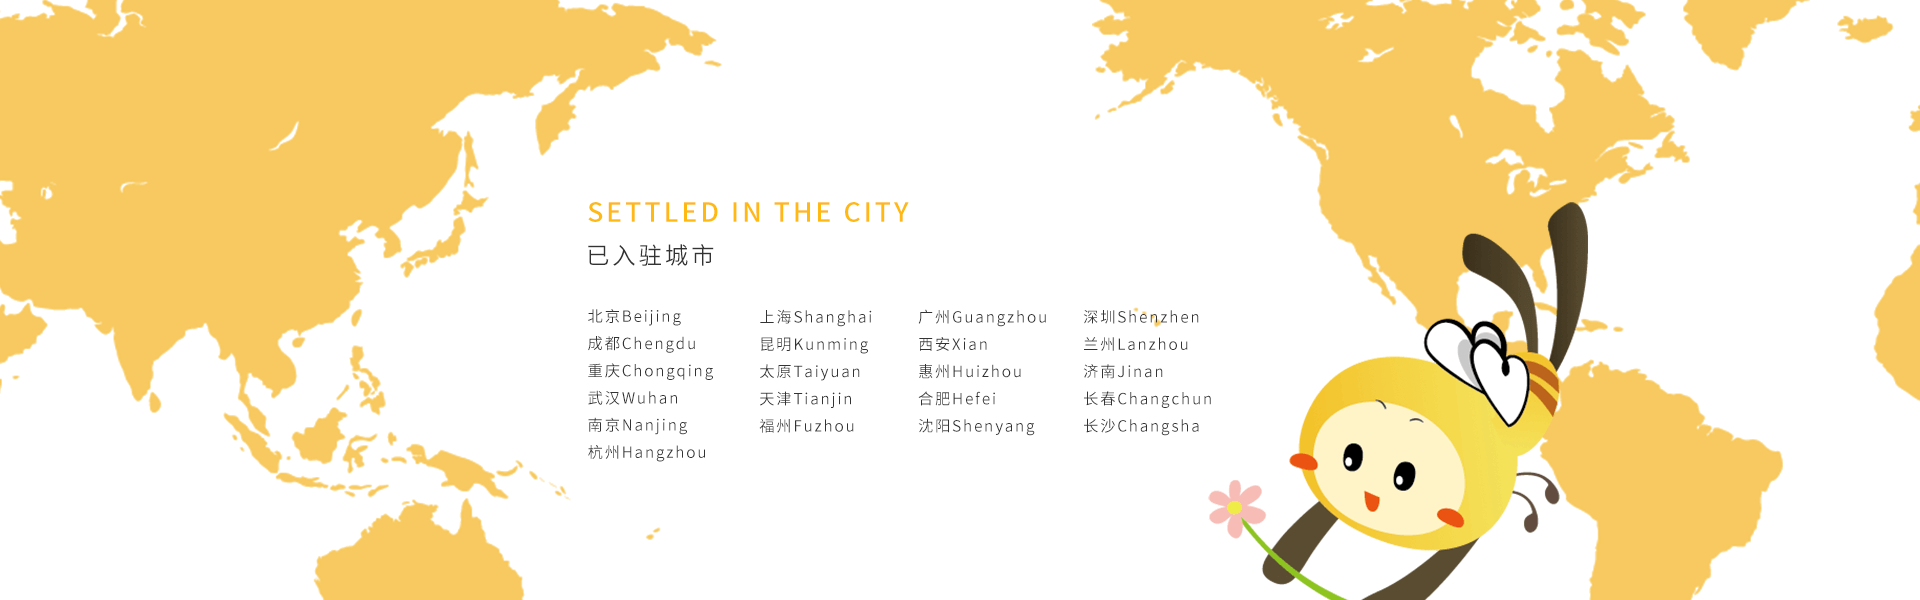 SETTLED IN THE CITY
已入驻城市
北京Beijing 上海Shanghai 广州Guangzhou 深圳Shenzhen
成都Chengdu 昆明Kunming 西安Xian 兰州Lanzhou
重庆Chongqing 太原Taiyuan 惠州Huizhou 济南Jinan
武汉Wuhan 天津Tianjin 合肥Hefei 长春Changchun
南京Nanjing 福州Fuzhou 沈阳Shenyang 长沙Changsha
杭州Hangzhou